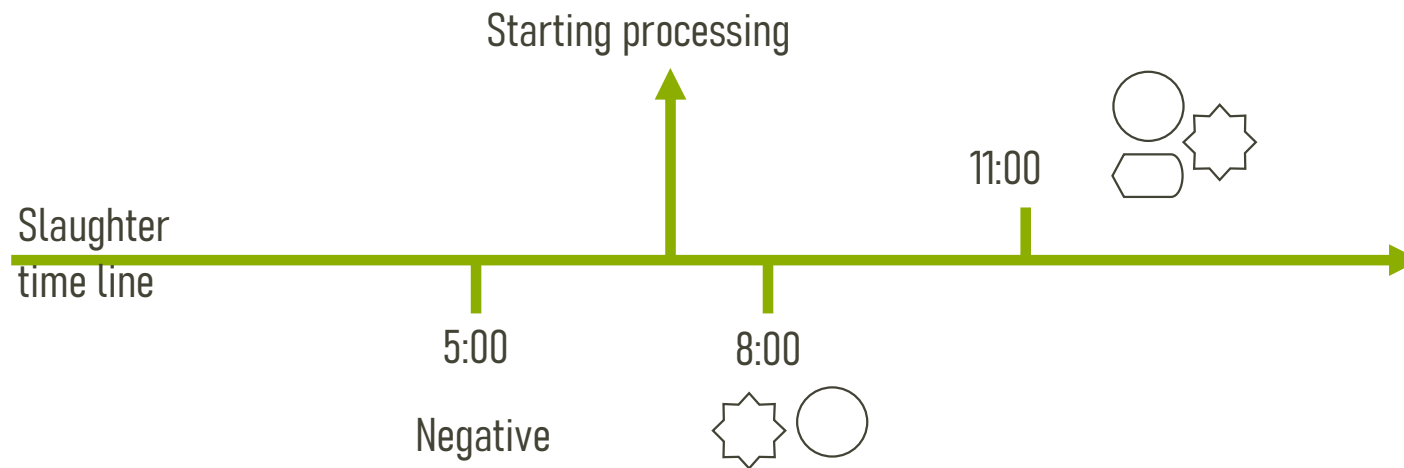 Starting processing
11:00
Slaughter
time line
5:00
8:00
Negative